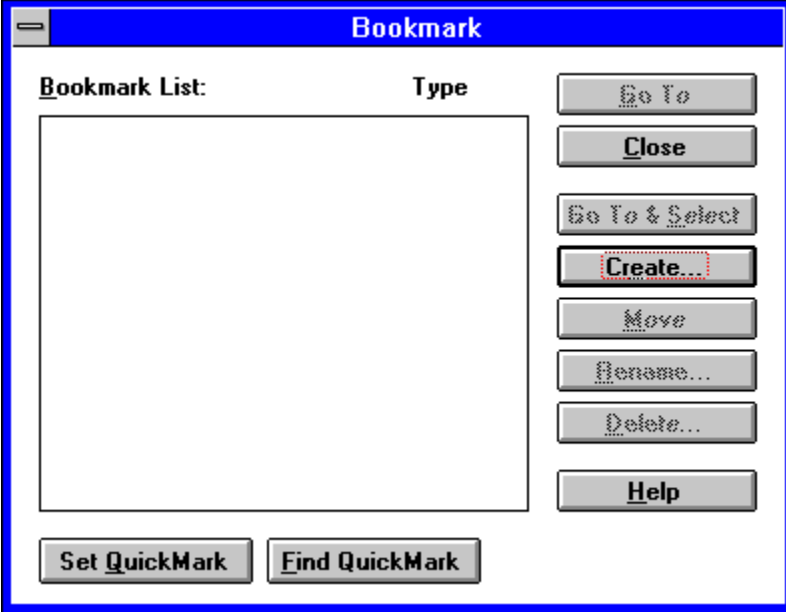 Bookmark
Bookmark List: Type
Go To
Close
Go To & Select
Create...
Move
Rename...
Delete...
Help
Set QuickMark Find QuickMark